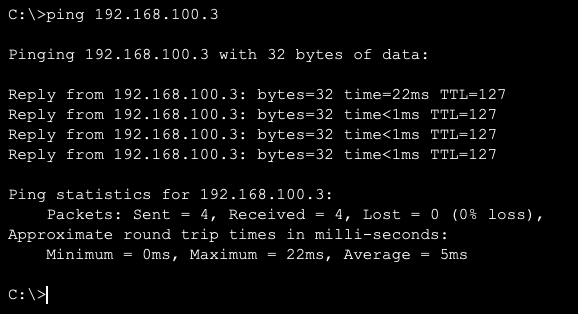 C:\>ping 192.168.100.3
Pinging 192.168.100.3 with 32 bytes of data:
Reply from 192.168.100.3: bytes=32 time=22ms TTL=127
Reply from 192.168.100.3: bytes=32 time<1ms TTL=127
Reply from 192.168.100.3: bytes=32 time<1ms TTL=127
Reply from 192.168.100.3: bytes=32 time<1ms TTL=127
Ping statistics for 192.168.100.3:
    Packets: Sent = 4, Received = 4, Lost = 0 (0% loss),
Approximate round trip times in milli-seconds:
    Minimum = 0ms, Maximum = 22ms, Average = 5ms
C:\>